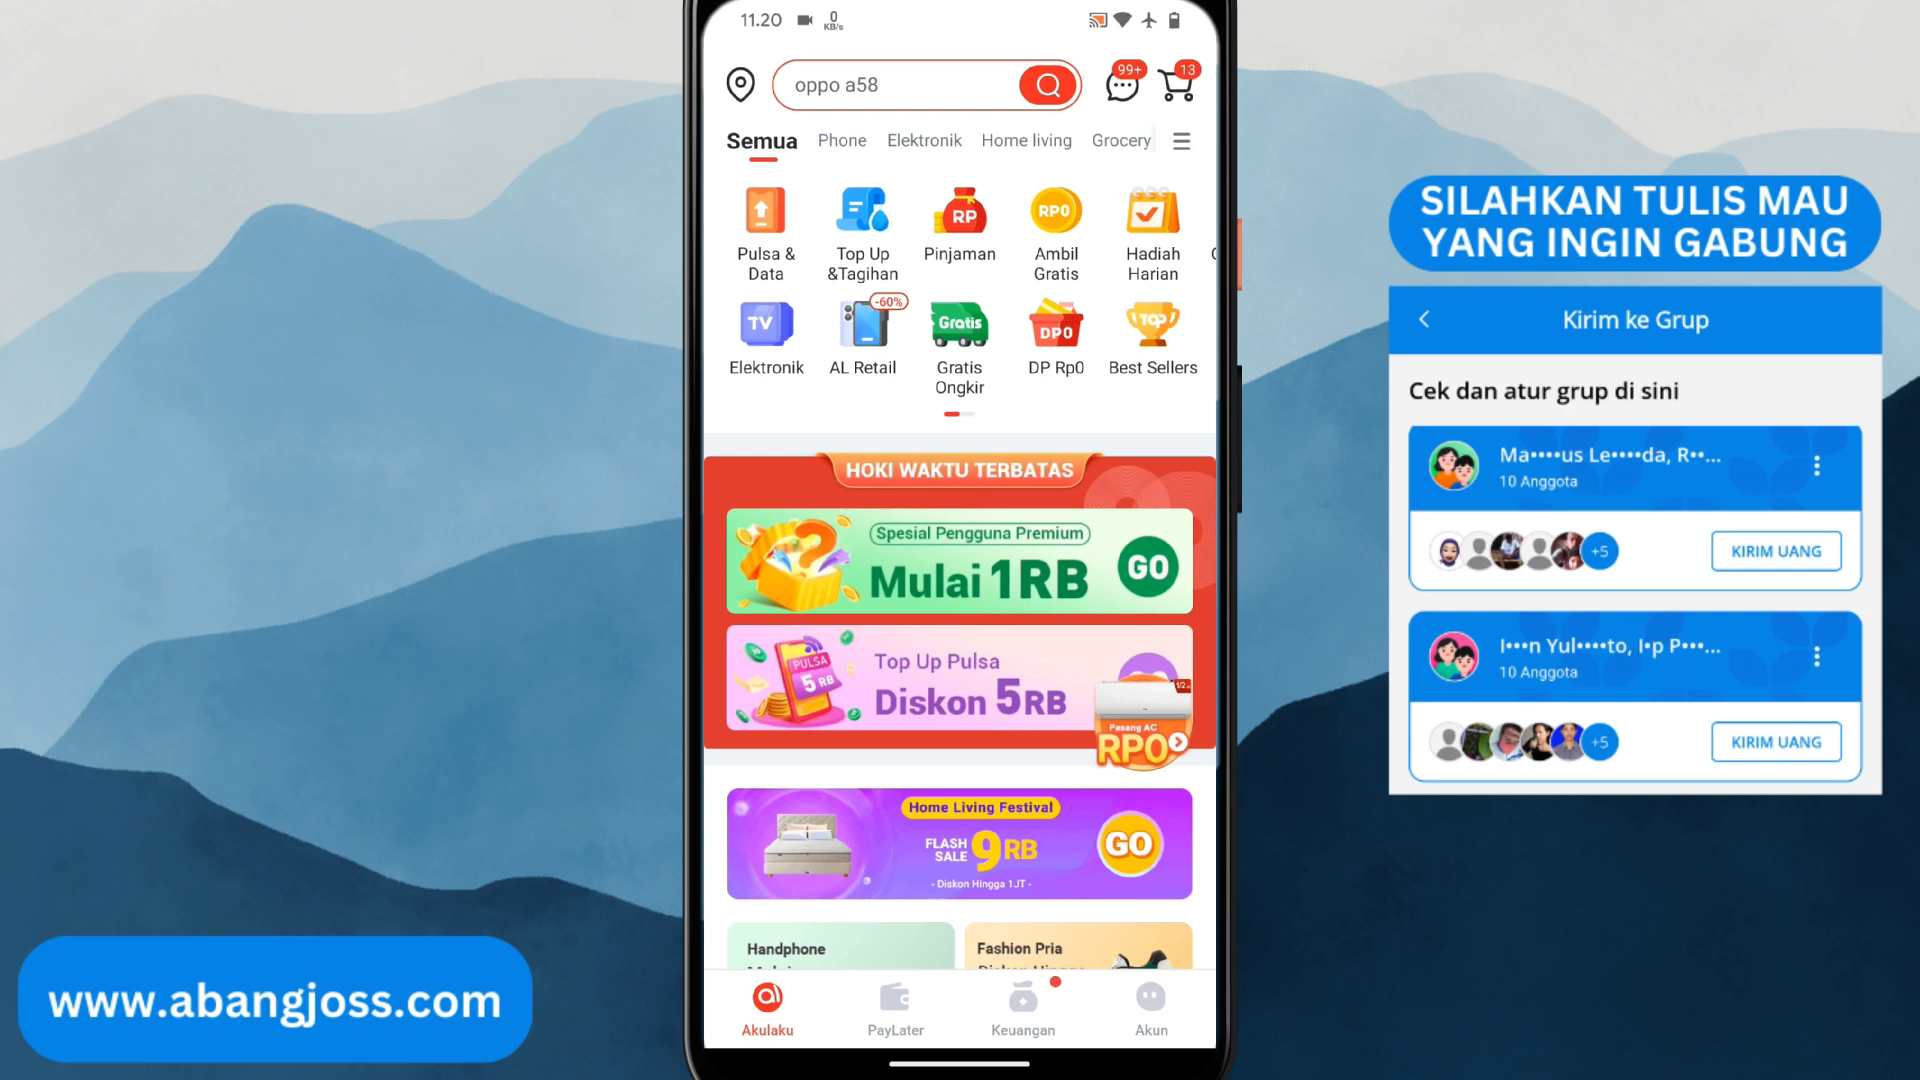 11.20
0
KB/s
oppo a58
99+
13
Semua
Phone
Elektronik
Home living
Grocery
RP
RP0
Pulsa &
Data
Top Up
&Tagihan
Pinjaman
Ambil
Gratis
Hadiah
Harian
TV
-60%
Gratis
DP0
TOP
Elektronik
AL Retail
Gratis
Ongkir
DP Rp0
Best Sellers
HOKI WAKTU TERBATAS
Spesial Pengguna Premium
Mulai 1RB
GO
PULSA
5 RB
Top Up Pulsa
Diskon 5RB
1/2
Pasang AC
RP0
Home Living Festival
FLASH
SALE
9RB
- Diskon Hingga 1JT -
GO
Handphone
Fashion Pria
Akulaku
PayLater
Keuangan
Akun
SILAHKAN TULIS MAU
YANG INGIN GABUNG
Kirim ke Grup
Cek dan atur grup di sini
Ma••••us Le••••da, R••...
10 Anggota
+5
KIRIM UANG
I•••n Yul••••to, I•p P•••...
10 Anggota
+5
KIRIM UANG
www.abangjoss.com